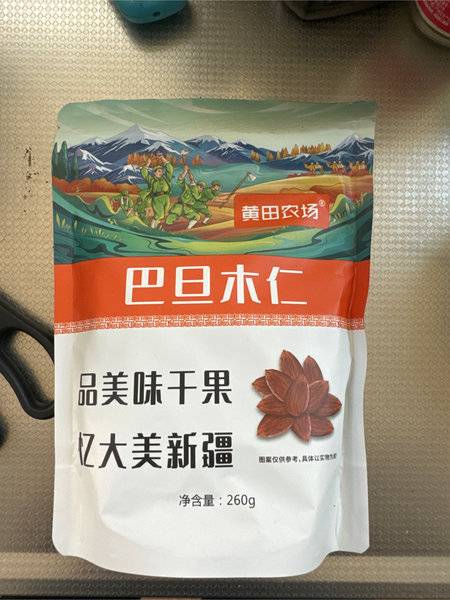 黄田农场®
巴旦木仁
品美味干果
忆大美新疆
图案仅供参考，具体以实物为准
净含量：260g